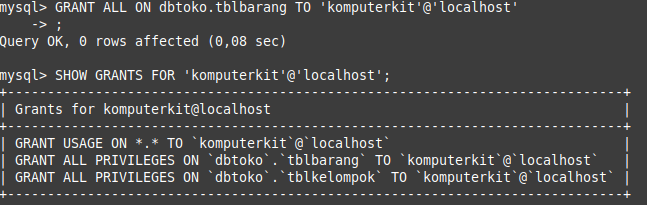 mysql> GRANT ALL ON dbtoko.tblbarang TO 'komputerkit'@'localhost'
    -> ;
Query OK, 0 rows affected (0,08 sec)
mysql> SHOW GRANTS FOR 'komputerkit'@'localhost';
+-----------------------------------------------------------------------------+
| Grants for komputerkit@localhost                                            |
+-----------------------------------------------------------------------------+
| GRANT USAGE ON *.* TO `komputerkit`@`localhost`                             |
| GRANT ALL PRIVILEGES ON `dbtoko`.`tblbarang` TO `komputerkit`@`localhost`   |
| GRANT ALL PRIVILEGES ON `dbtoko`.`tblkelompok` TO `komputerkit`@`localhost` |
+-----------------------------------------------------------------------------+